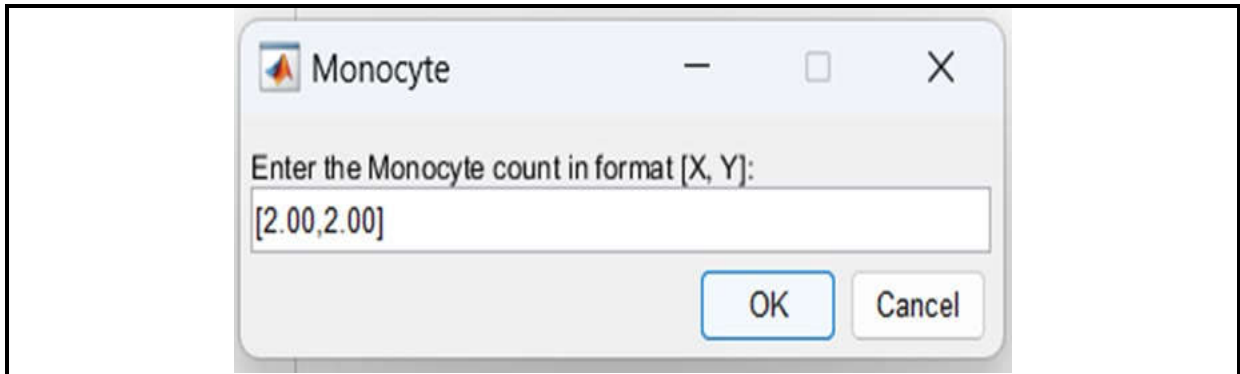 Monocyte
Enter the Monocyte count in format [X, Y]:
[2.00,2.00]
OK Cancel